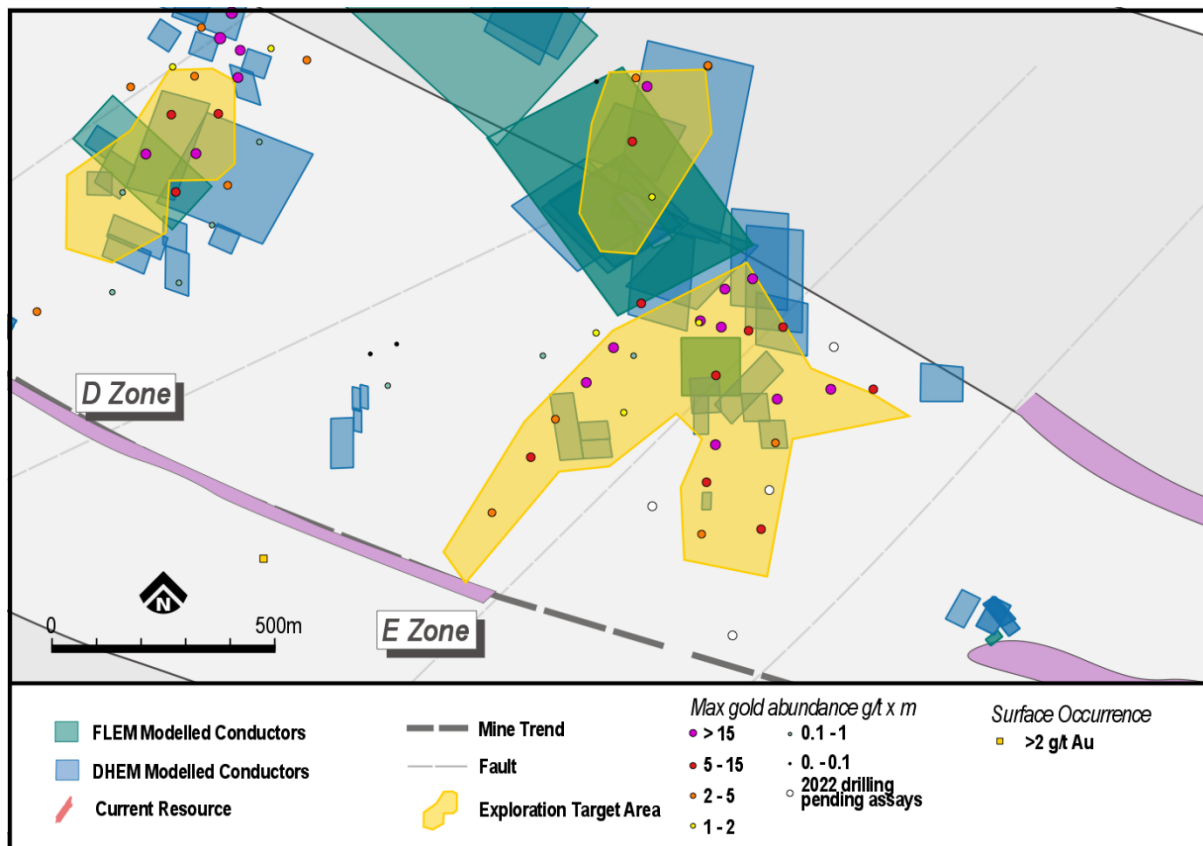 D Zone
E Zone
N
0 500m
FLEM Modelled Conductors
DHEM Modelled Conductors
Current Resource
Mine Trend
Fault
Exploration Target Area
Max gold abundance g/t x m
> 15
5 - 15
2 - 5
1 - 2
0.1 - 1
0. - 0.1
2022 drilling
pending assays
Surface Occurrence
>2 g/t Au